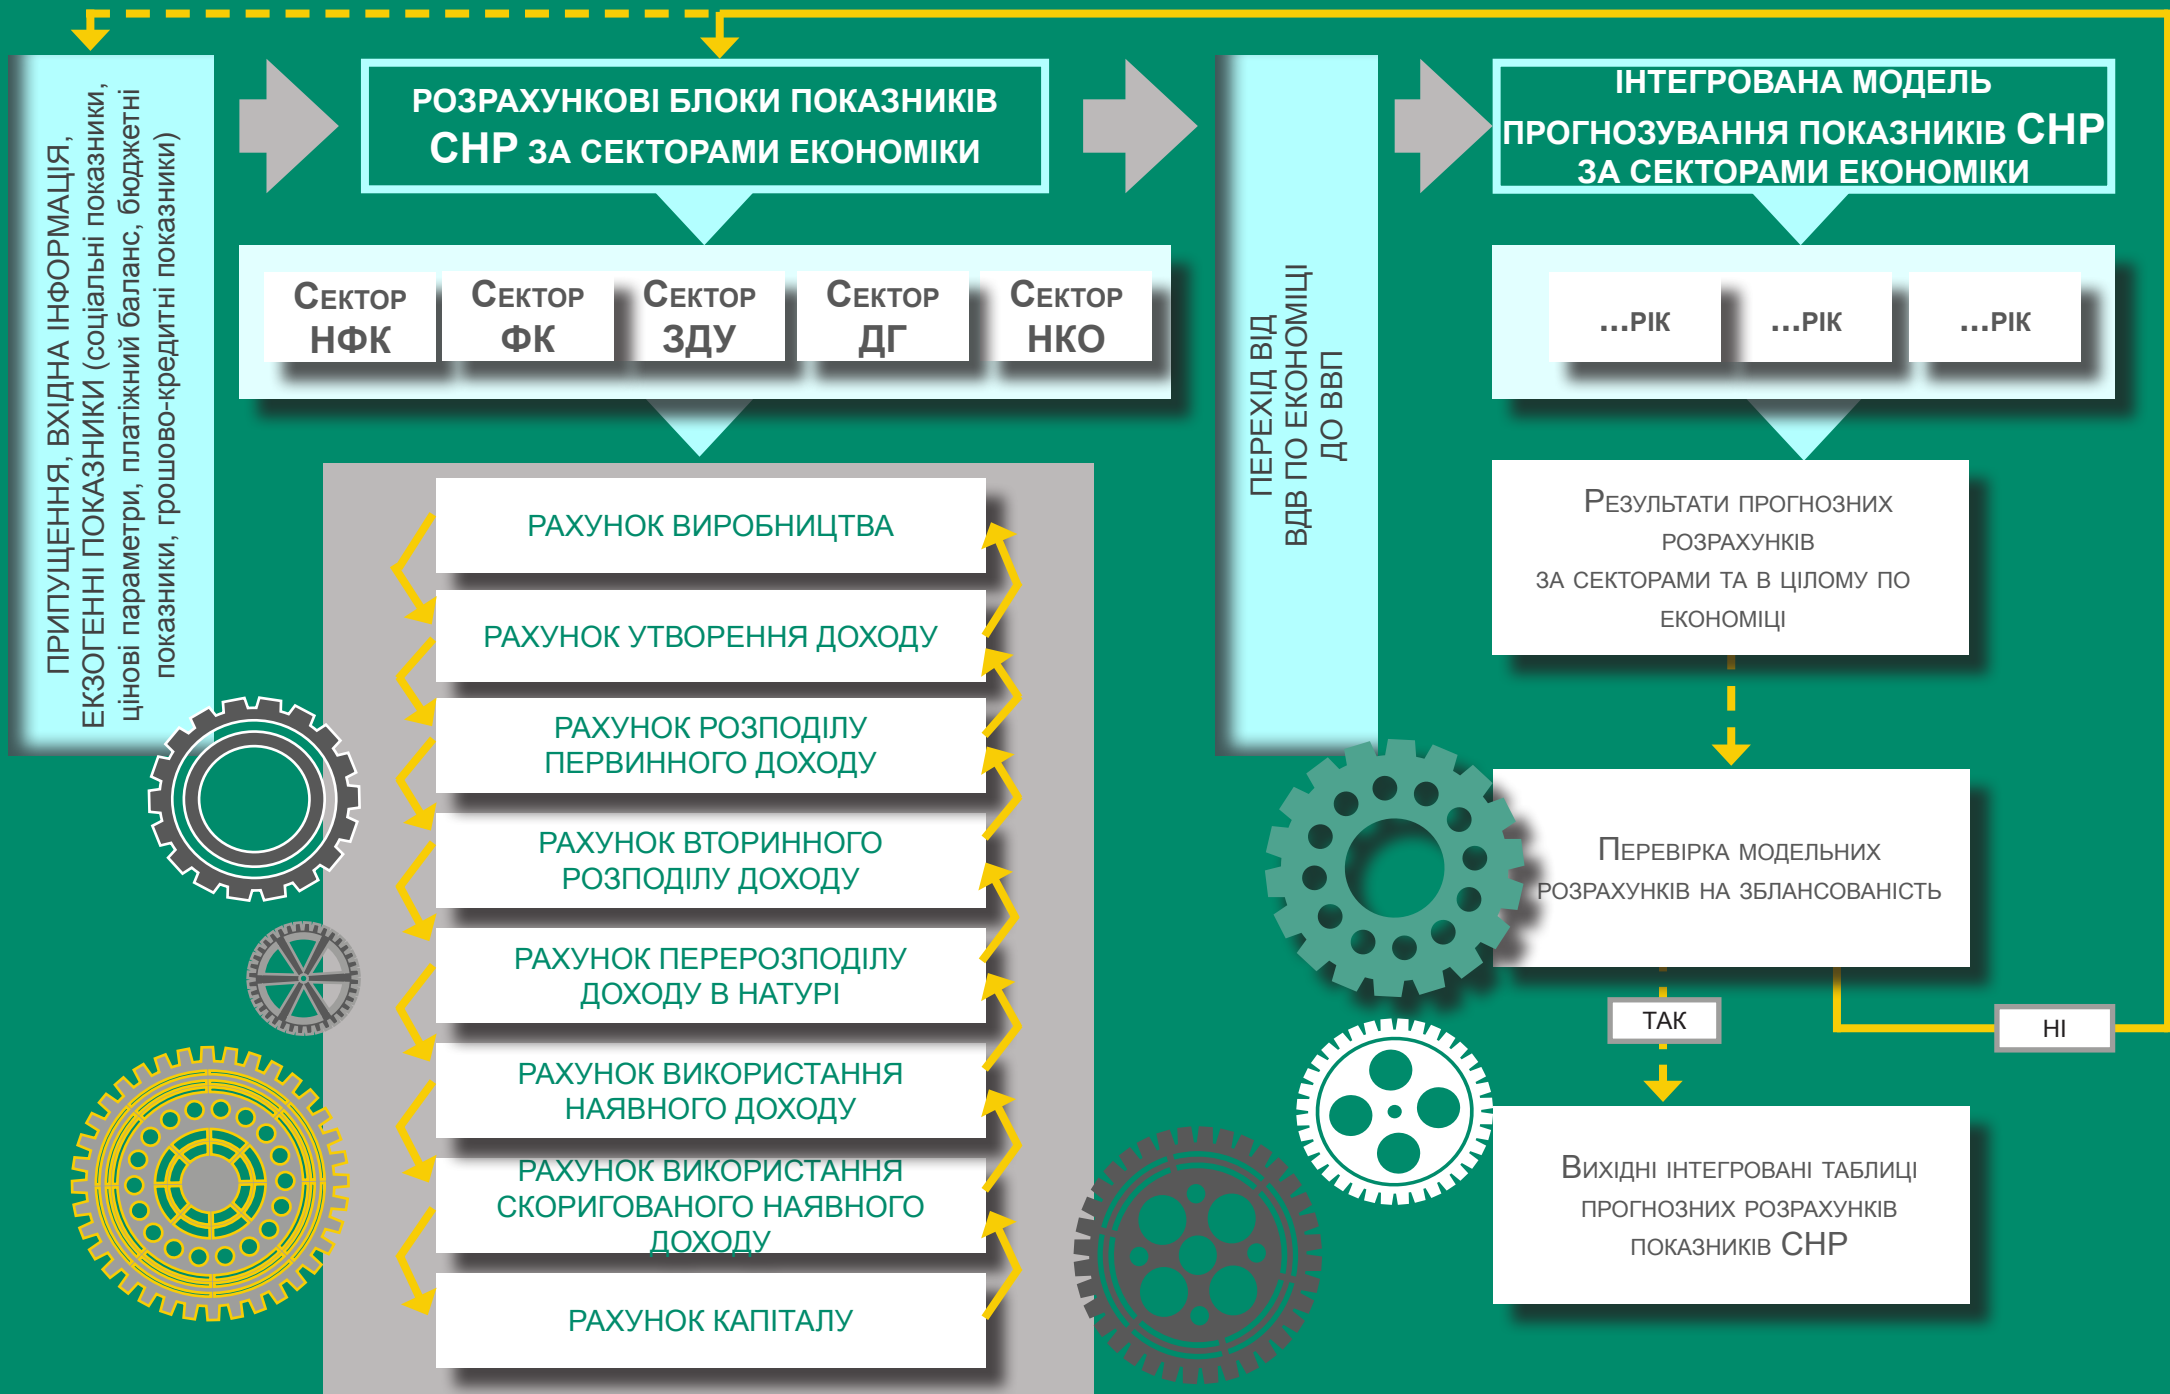 ПРИПУЩЕННЯ, ВХІДНА ІНФОРМАЦІЯ,
ЕКЗОГЕННІ ПОКАЗНИКИ (соціальні показники,
цінові параметри, платіжний баланс, бюджетні
показники, грошово-кредитні показники)
РОЗРАХУНКОВІ БЛОКИ ПОКАЗНИКІВ
СНР ЗА СЕКТОРАМИ ЕКОНОМІКИ
СЕКТОР
НФК
СЕКТОР
ФК
СЕКТОР
ЗДУ
СЕКТОР
ДГ
СЕКТОР
НКО
РАХУНОК ВИРОБНИЦТВА
РАХУНОК УТВОРЕННЯ ДОХОДУ
РАХУНОК РОЗПОДІЛУ
ПЕРВИННОГО ДОХОДУ
РАХУНОК ВТОРИННОГО
РОЗПОДІЛУ ДОХОДУ
РАХУНОК ПЕРЕРОЗПОДІЛУ
ДОХОДУ В НАТУРІ
РАХУНОК ВИКОРИСТАННЯ
НАЯВНОГО ДОХОДУ
РАХУНОК ВИКОРИСТАННЯ
СКОРИГОВАНОГО НАЯВНОГО
ДОХОДУ
РАХУНОК КАПІТАЛУ
ПЕРЕХІД ВІД
ВДВ ПО ЕКОНОМІЦІ
ДО ВВП
ІНТЕГРОВАНА МОДЕЛЬ
ПРОГНОЗУВАННЯ ПОКАЗНИКІВ СНР
ЗА СЕКТОРАМИ ЕКОНОМІКИ
...РІК
...РІК
...РІК
РЕЗУЛЬТАТИ ПРОГНОЗНИХ
РОЗРАХУНКІВ
ЗА СЕКТОРАМИ ТА В ЦІЛОМУ ПО
ЕКОНОМІЦІ
ПЕРЕВІРКА МОДЕЛЬНИХ
РОЗРАХУНКІВ НА ЗБЛАНСОВАНІСТЬ
ТАК
НІ
ВИХІДНІ ІНТЕГРОВАНІ ТАБЛИЦІ
ПРОГНОЗНИХ РОЗРАХУНКІВ
ПОКАЗНИКІВ СНР